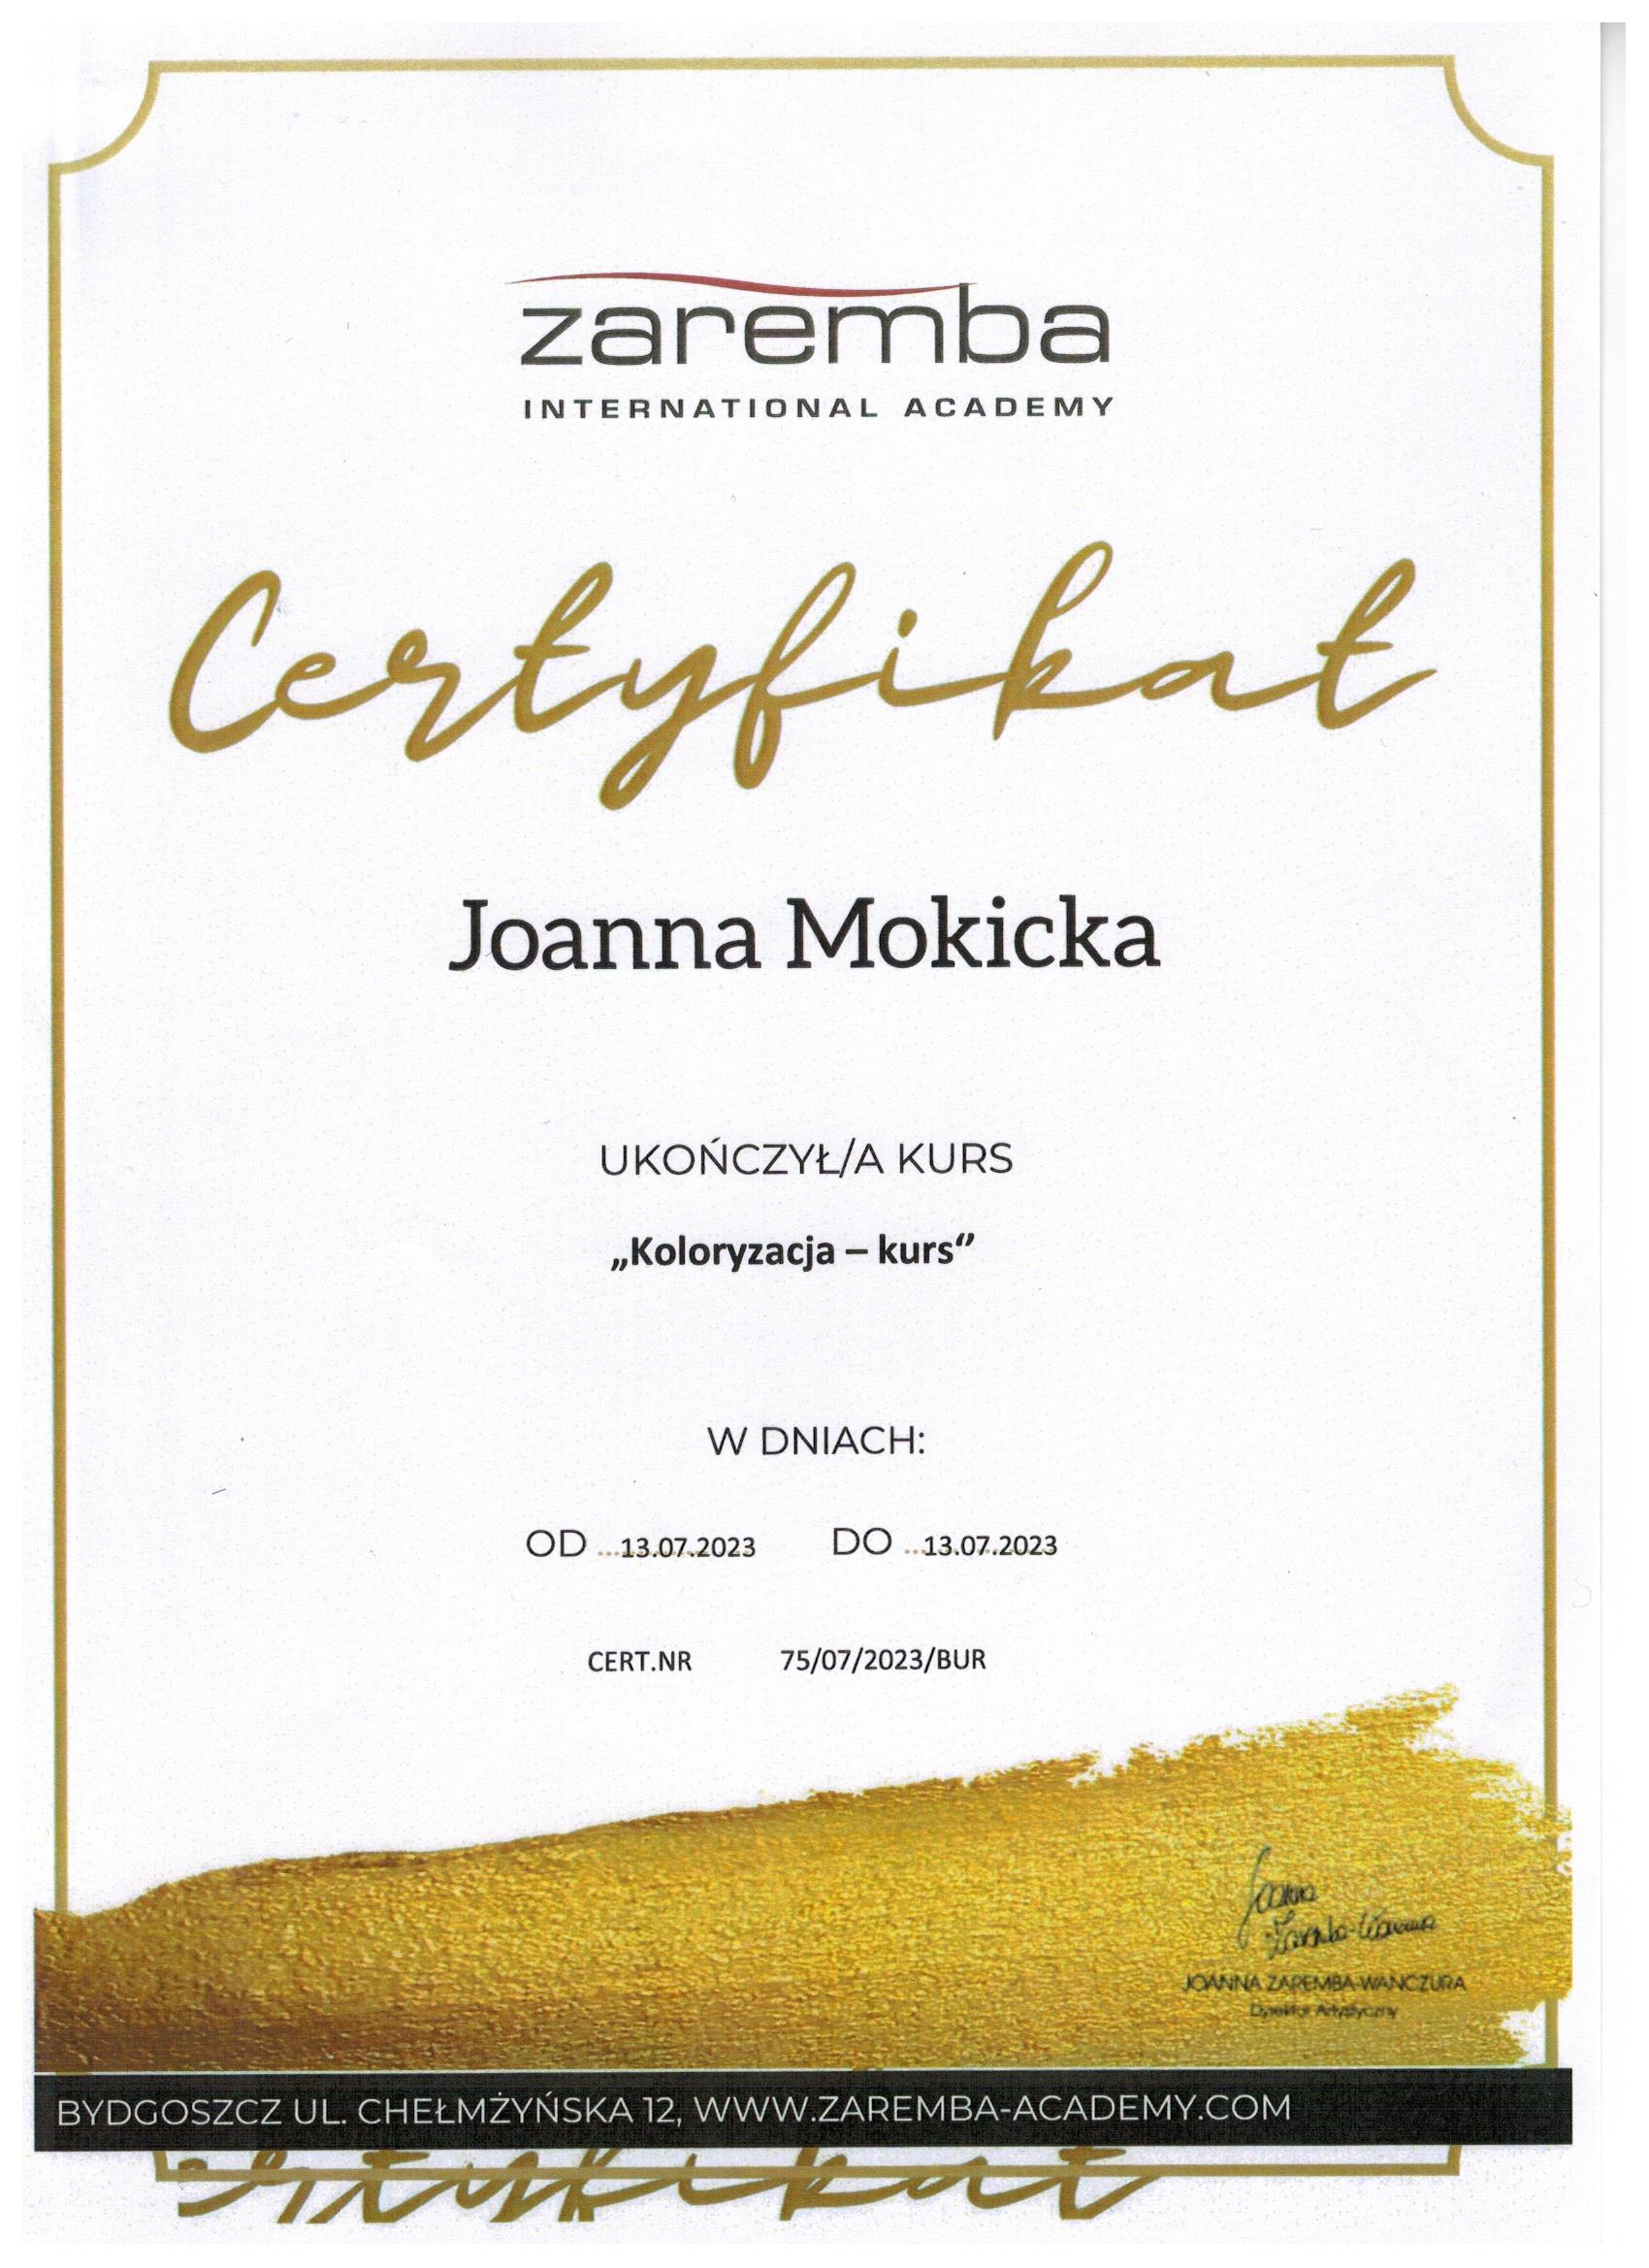 zaremba
INTERNATIONAL ACADEMY
Certyfikat
Joanna Mokicka
UKOŃCZYŁ/A KURS
„Koloryzacja – kurs”
W DNIACH:
OD ...13.07.2023 DO ...13.07.2023
CERT.NR 75/07/2023/BUR
Joanna
Zaremba-Wanczura
JOANNA ZAREMBA-WANCZURA
Dyrektor Artystyczny
BYDGOSZCZ UL. CHEŁMŻYŃSKA 12, WWW.ZAREMBA-ACADEMY.COM